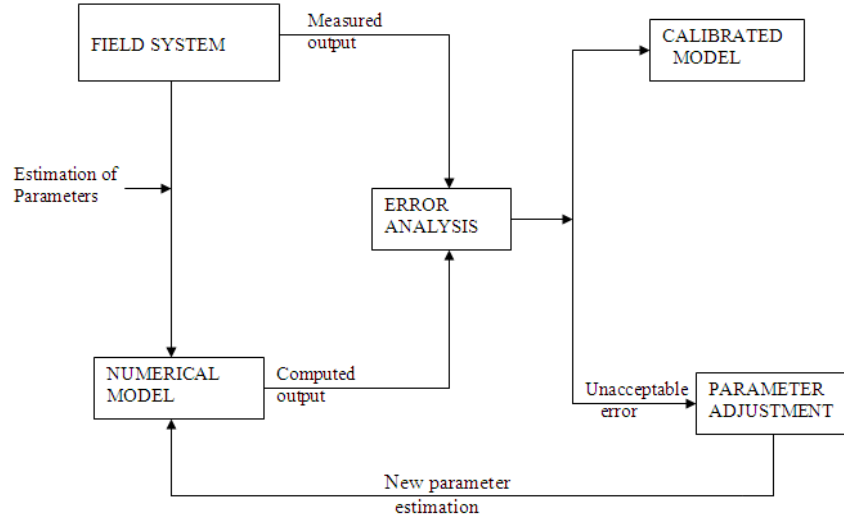 FIELD SYSTEM
Measured
output
CALIBRATED
MODEL
Estimation of
Parameters
ERROR
ANALYSIS
NUMERICAL
MODEL
Computed
output
Unacceptable
error
PARAMETER
ADJUSTMENT
New parameter
estimation